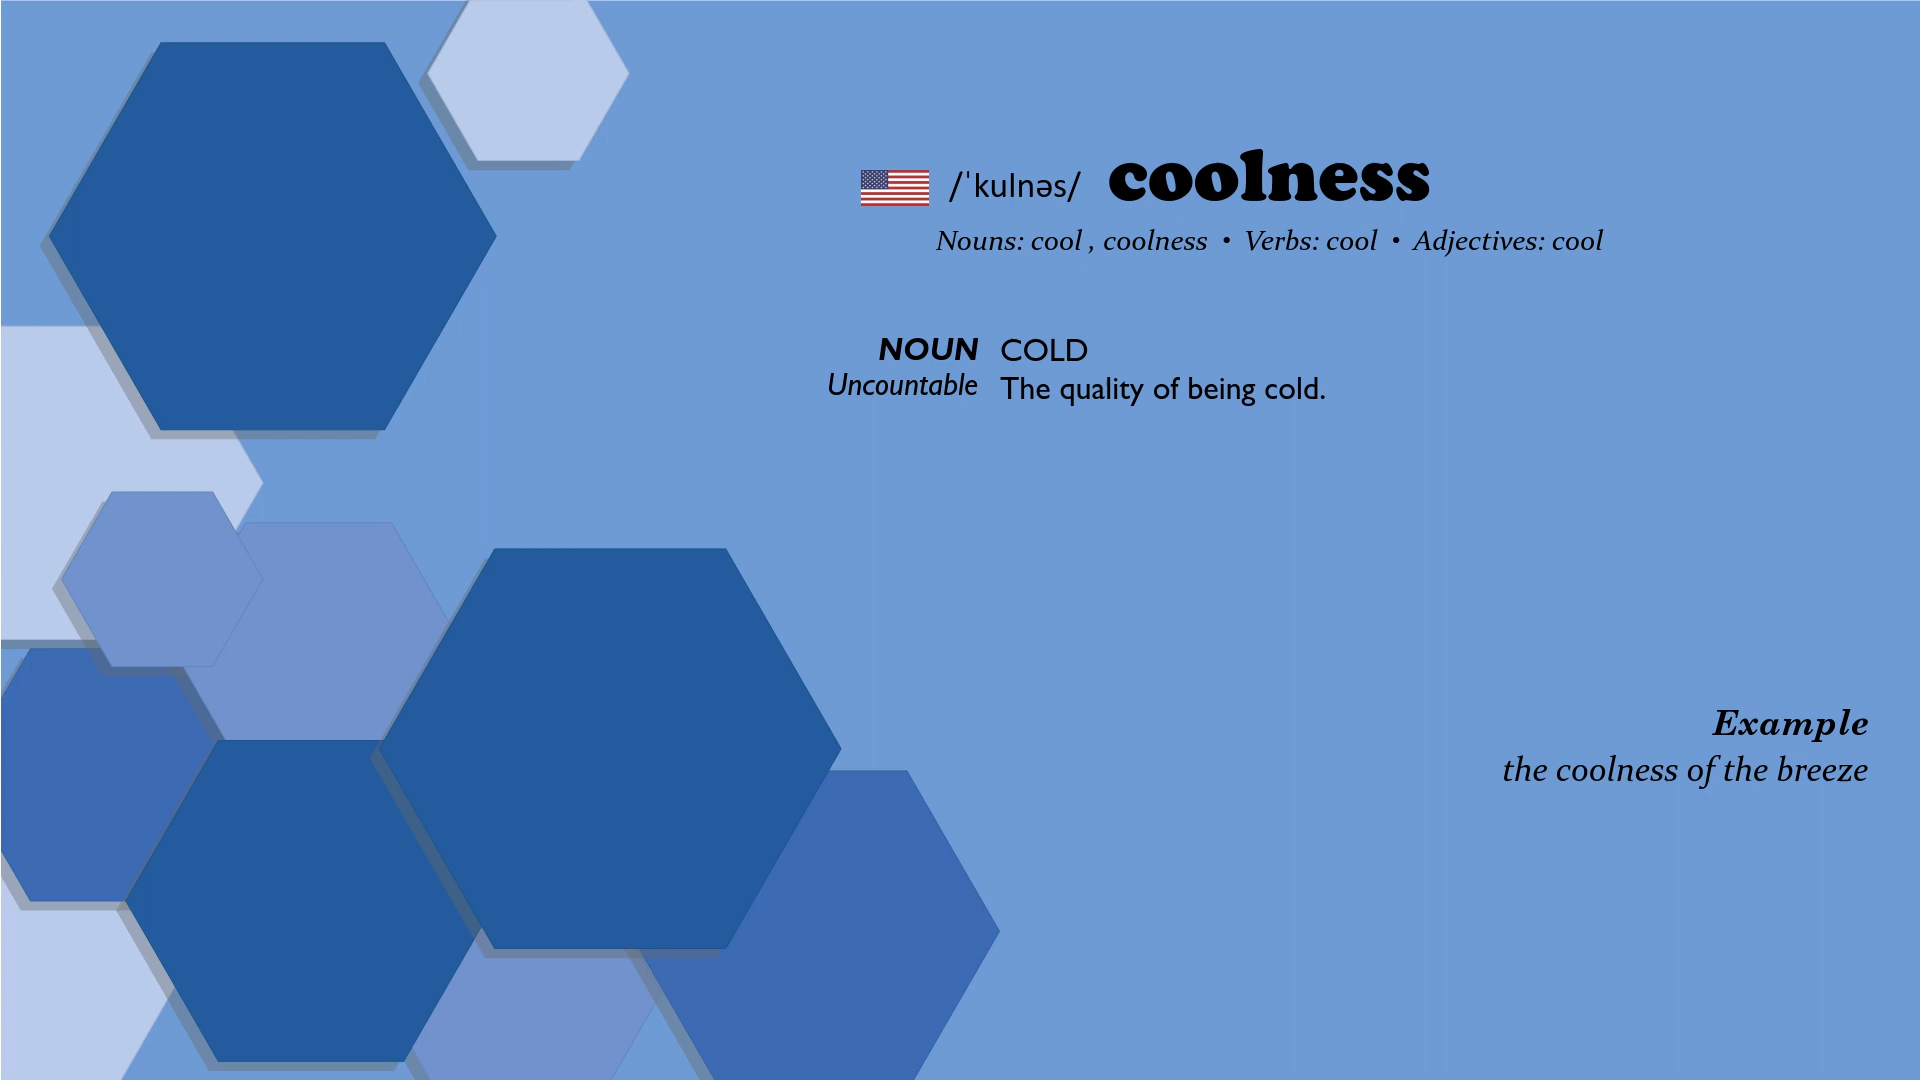 /ˈkulnəs/ coolness
Nouns: cool , coolness • Verbs: cool • Adjectives: cool
NOUN COLD
Uncountable The quality of being cold.
Example
the coolness of the breeze